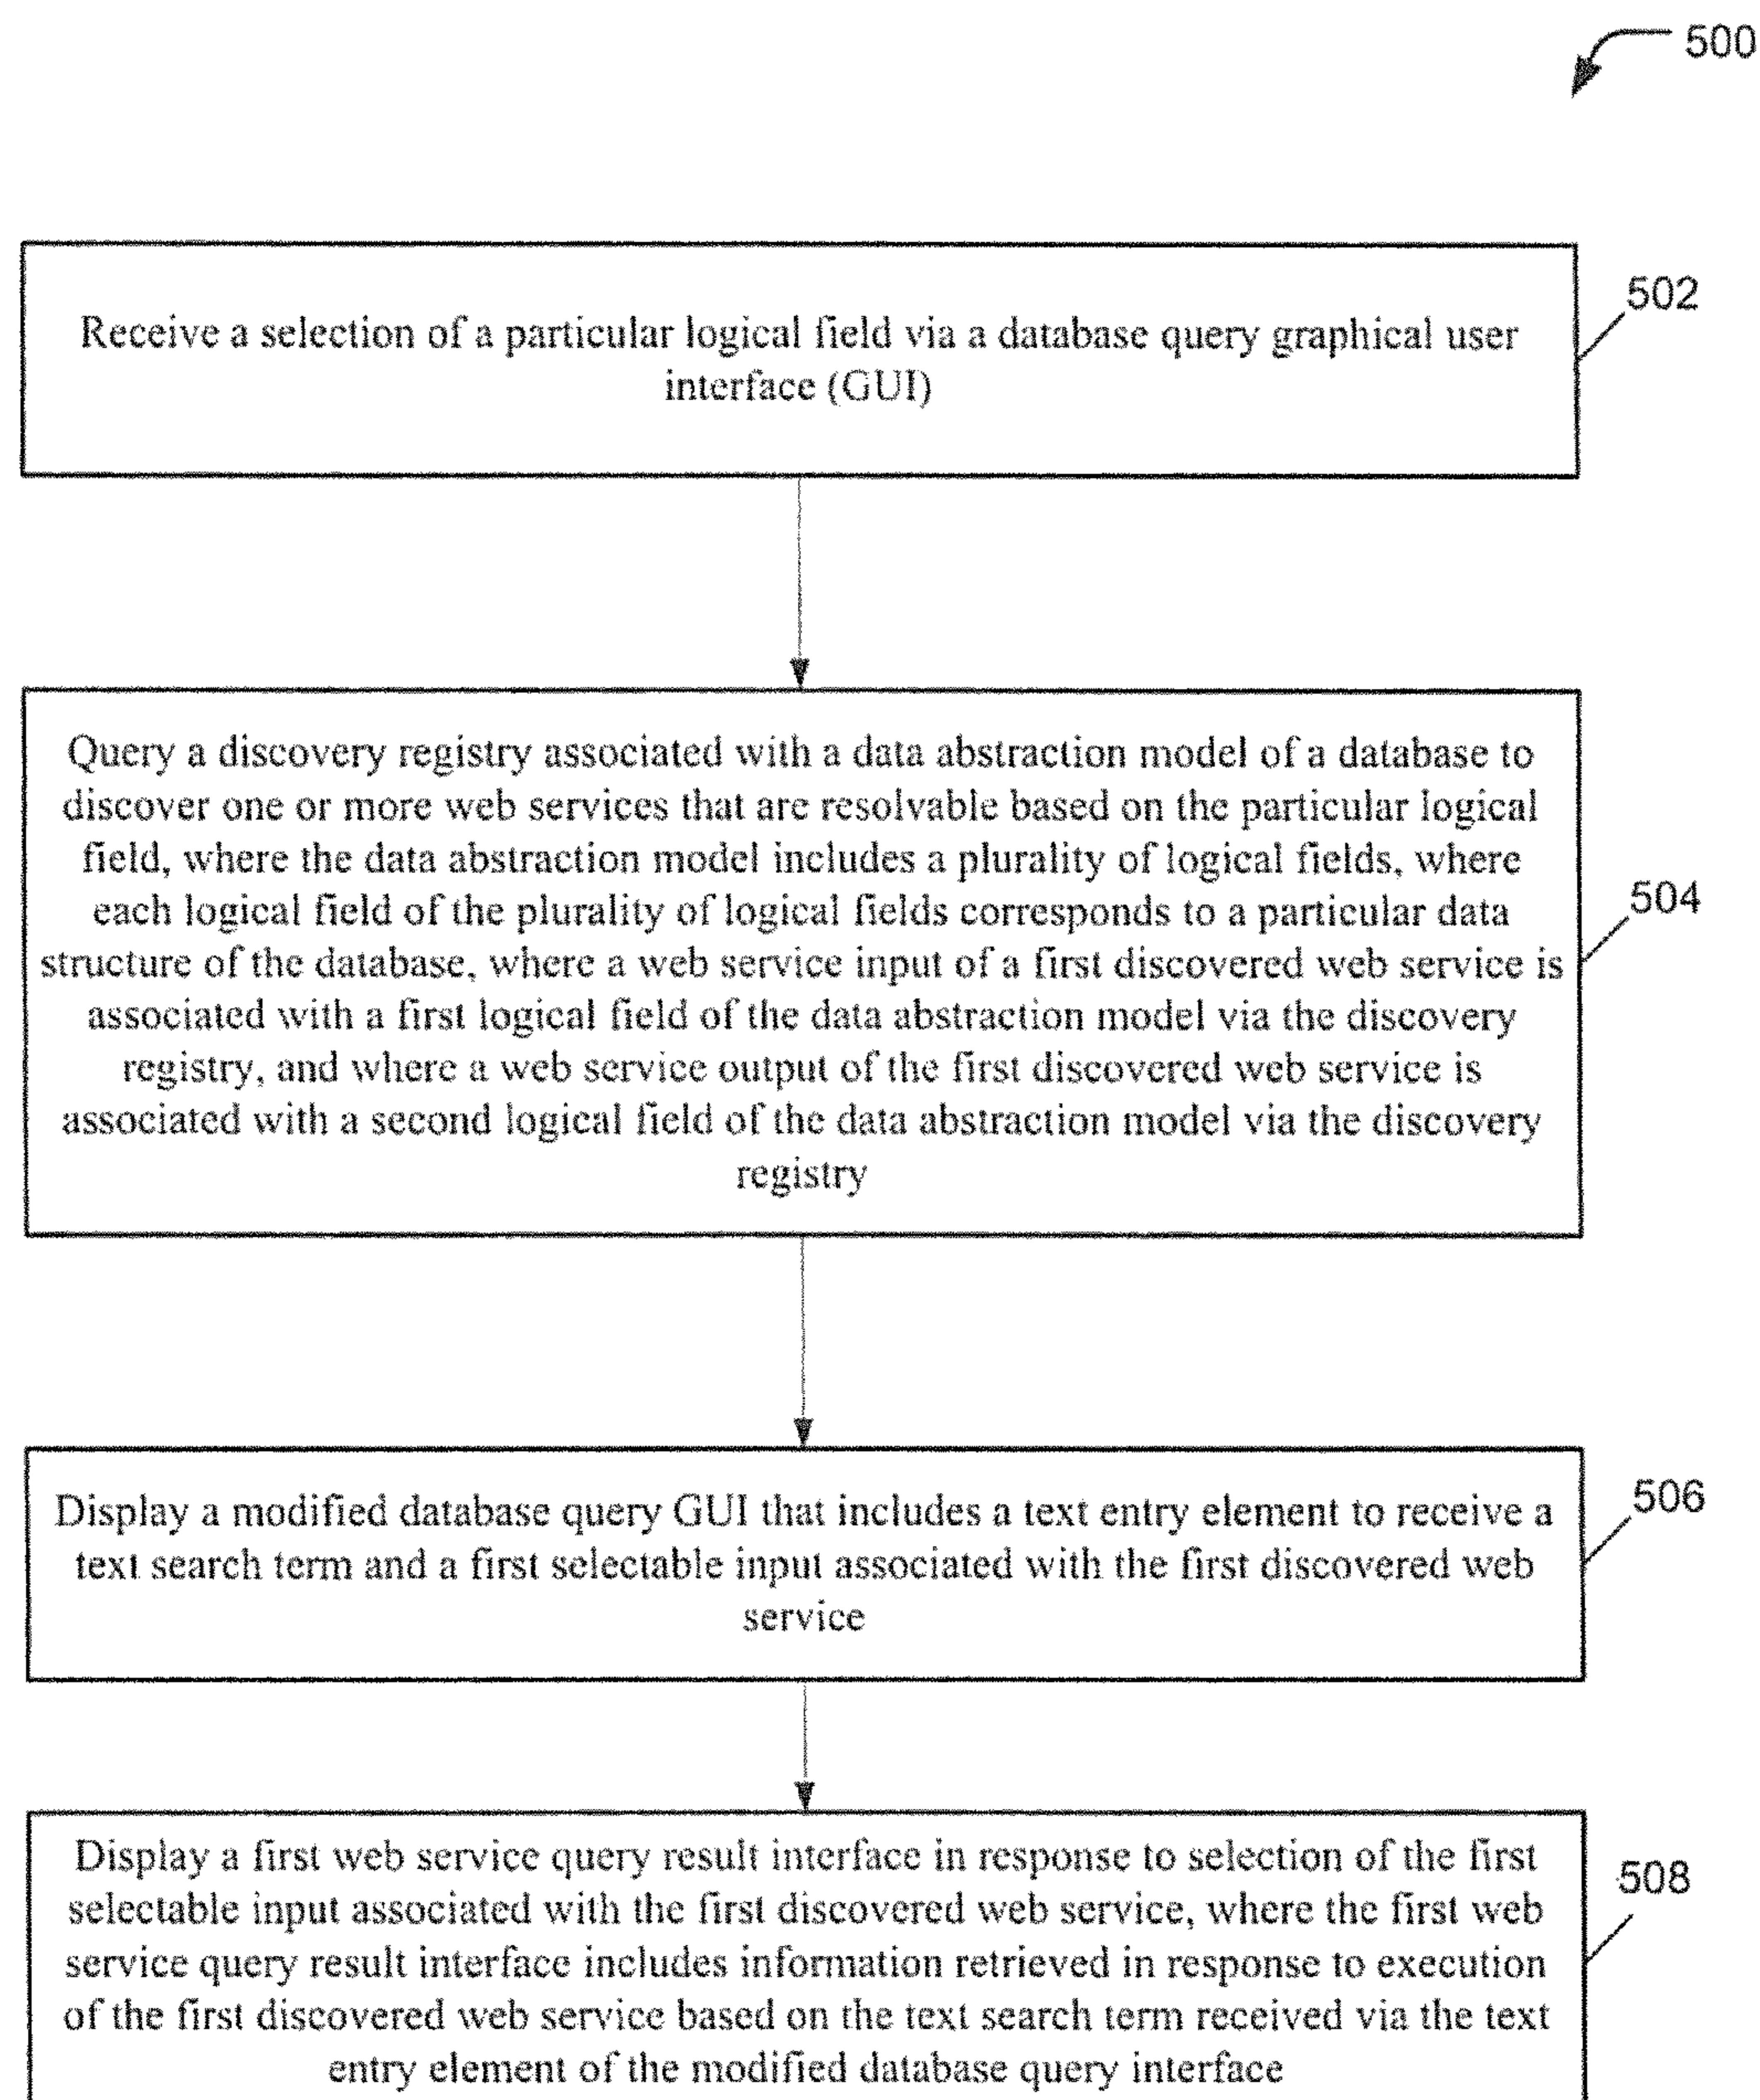 500
Receive a selection of a particular logical field via a database query graphical user
interface (GUI)
502
Query a discovery registry associated with a data abstraction model of a database to
discover one or more web services that are resolvable based on the particular logical
field, where the data abstraction model includes a plurality of logical fields, where
each logical field of the plurality of logical fields corresponds to a particular data
structure of the database, where a web service input of a first discovered web service is
associated with a first logical field of the data abstraction model via the discovery
registry, and where a web service output of the first discovered web service is
associated with a second logical field of the data abstraction model via the discovery
registry
504
Display a modified database query GUI that includes a text entry element to receive a
text search term and a first selectable input associated with the first discovered web
service
506
Display a first web service query result interface in response to selection of the first
selectable input associated with the first discovered web service, where the first web
service query result interface includes information retrieved in response to execution
of the first discovered web service based on the text search term received via the text
entry element of the modified database query interface
508